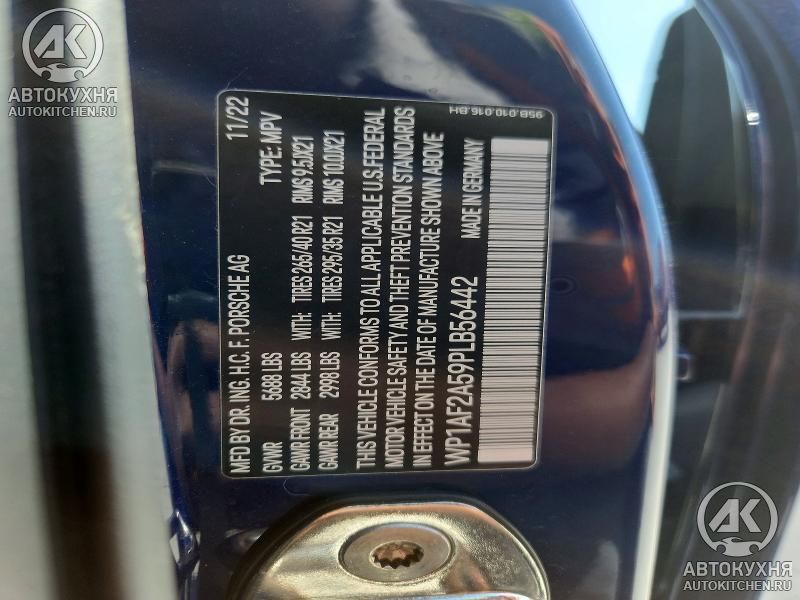 MFD BY DR. ING. H.C. F. PORSCHE AG 11/22
GVWR 5688 LBS TYPE: MPV
GAWR FRONT 2844 LBS WITH: TIRES 265/40 R21 RIMS 9.5JX21
GAWR REAR 2998 LBS WITH: TIRES 295/35 R21 RIMS 10.0JX21
THIS VEHICLE CONFORMS TO ALL APPLICABLE U.S. FEDERAL
MOTOR VEHICLE SAFETY AND THEFT PREVENTION STANDARDS
IN EFFECT ON THE DATE OF MANUFACTURE SHOWN ABOVE
WP1AF2A59PLB56442 MADE IN GERMANY
95B.010.016.BH
АК
АВТОКУХНЯ
AUTOKITCHEN.RU
АК
АВТОКУХНЯ
AUTOKITCHEN.RU